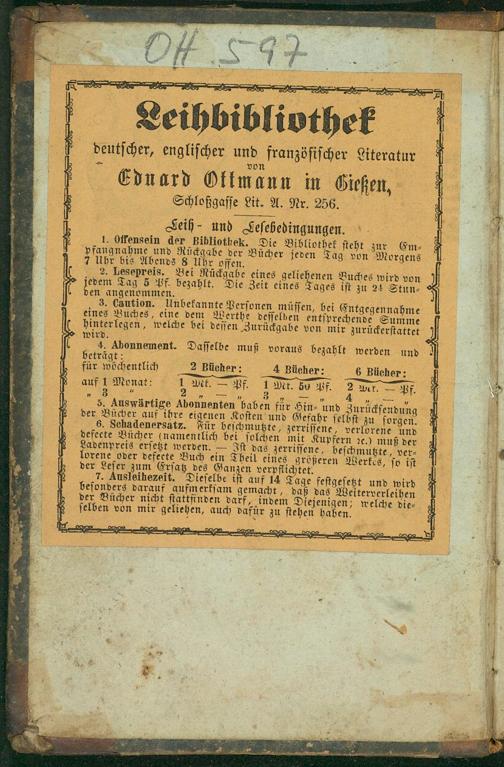 OH 597
Leihbibliothek
deutscher, englischer und französischer Literatur
von
Eduard Ottmann in Gießen,
Schloßgasse Lit. A. Nr. 256.
Leih- und Lesebedingungen.
1. Offensein der Bibliothek. Die Bibliothek steht zur Em-
pfangnahme und Rückgabe der Bücher jeden Tag von Morgens
7 Uhr bis Abends 8 Uhr offen.
2. Lesepreis. Bei Rückgabe eines geliehenen Buches wird von
jedem Tag 5 Pf. bezahlt. Die Zeit eines Tages ist zu 24 Stun-
den angenommen.
3. Caution. Unbekannte Personen müssen, bei Entgegennahme
eines Buches, eine dem Werthe desselben entsprechende Summe
hinterlegen, welche bei dessen Zurückgabe von mir zurückerstattet
wird.
4. Abonnement. Dasselbe muß voraus bezahlt werden und
beträgt:
für wöchentlich 2 Bücher: 4 Bücher: 6 Bücher:
auf 1 Monat: 1 Mk. — Pf. 1 Mk. 50 Pf. 2 Mk. — Pf.
„ 3 „ 2 „ — „ 3 „ — „ 4 „ — „
5. Auswärtige Abonnenten haben für Hin- und Zurücksendung
der Bücher auf ihre eigenen Kosten und Gefahr selbst zu sorgen.
6. Schadenersatz. Für beschmutzte, zerrissene, verlorene und
defecte Bücher (namentlich bei solchen mit Kupfern ꝛc.) muß der
Ladenpreis ersetzt werden. — Ist das zerrissene, beschmutzte, ver-
lorene oder defecte Buch ein Theil eines größeren Werkes, so ist
der Leser zum Ersatz des Ganzen verpflichtet.
7. Ausleihezeit. Dieselbe ist auf 14 Tage festgesetzt und wird
besonders darauf aufmerksam gemacht, daß das Weiterverleihen
der Bücher nicht stattfinden darf, indem Diejenigen, welche die-
selben von mir geliehen, auch dafür zu stehen haben.